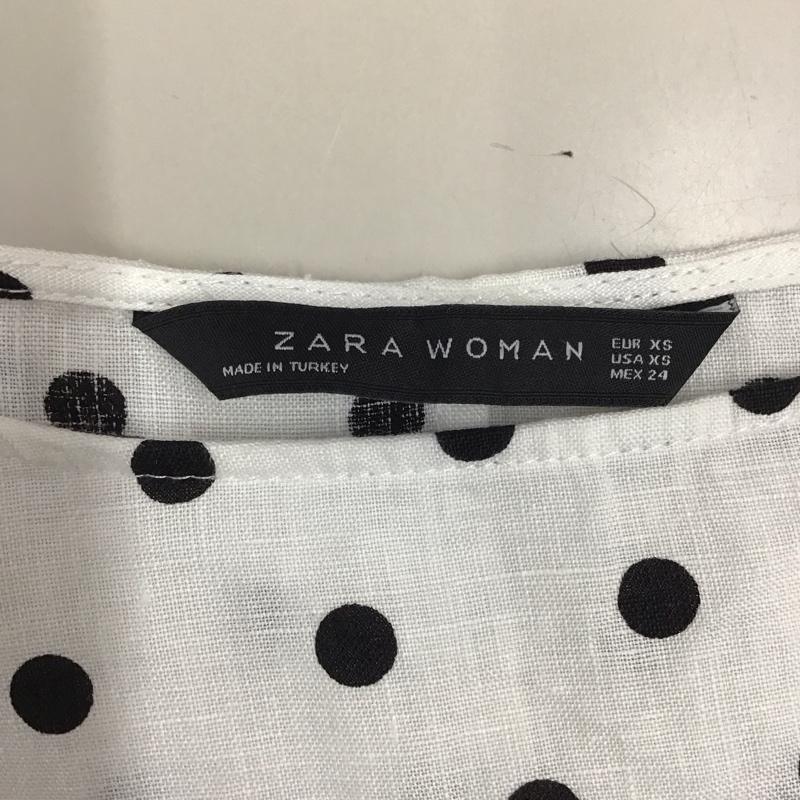 ZARA WOMAN
MADE IN TURKEY
EUR XS
USA XS
MEX 24